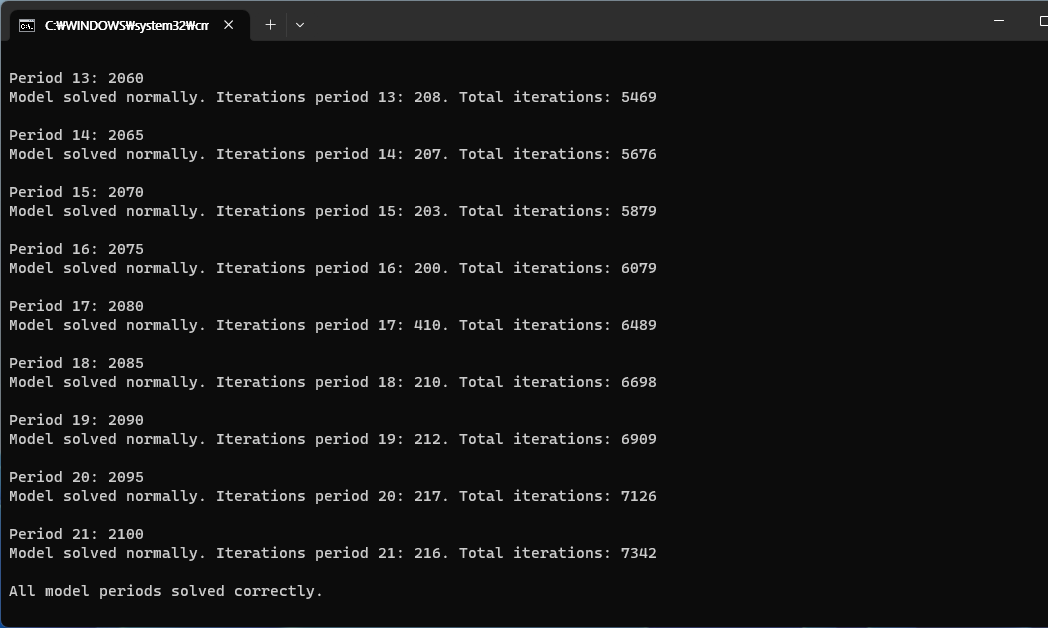 C:₩WINDOWS₩system32₩cm
Period 13: 2060
Model solved normally. Iterations period 13: 208. Total iterations: 5469
Period 14: 2065
Model solved normally. Iterations period 14: 207. Total iterations: 5676
Period 15: 2070
Model solved normally. Iterations period 15: 203. Total iterations: 5879
Period 16: 2075
Model solved normally. Iterations period 16: 200. Total iterations: 6079
Period 17: 2080
Model solved normally. Iterations period 17: 410. Total iterations: 6489
Period 18: 2085
Model solved normally. Iterations period 18: 210. Total iterations: 6698
Period 19: 2090
Model solved normally. Iterations period 19: 212. Total iterations: 6909
Period 20: 2095
Model solved normally. Iterations period 20: 217. Total iterations: 7126
Period 21: 2100
Model solved normally. Iterations period 21: 216. Total iterations: 7342
All model periods solved correctly.